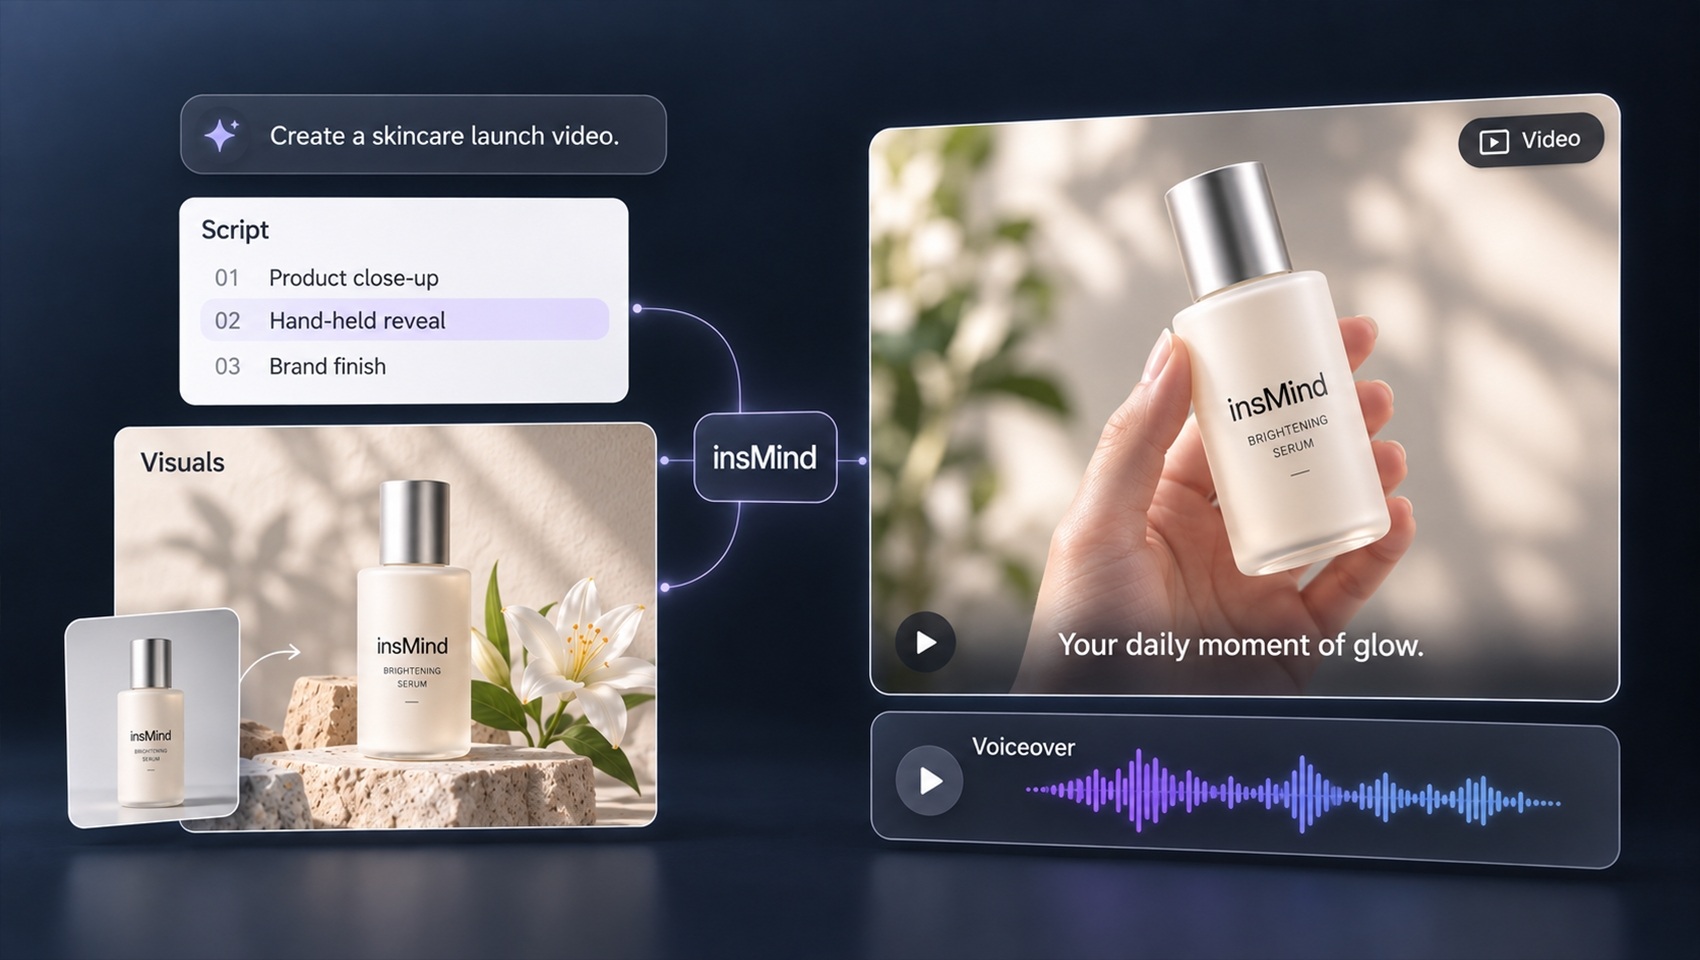 Create a skincare launch video.
Script
01 Product close-up
02 Hand-held reveal
03 Brand finish
Visuals
insMind
BRIGHTENING
SERUM
insMind
BRIGHTENING
SERUM
insMind
Video
insMind
BRIGHTENING
SERUM
Your daily moment of glow.
Voiceover